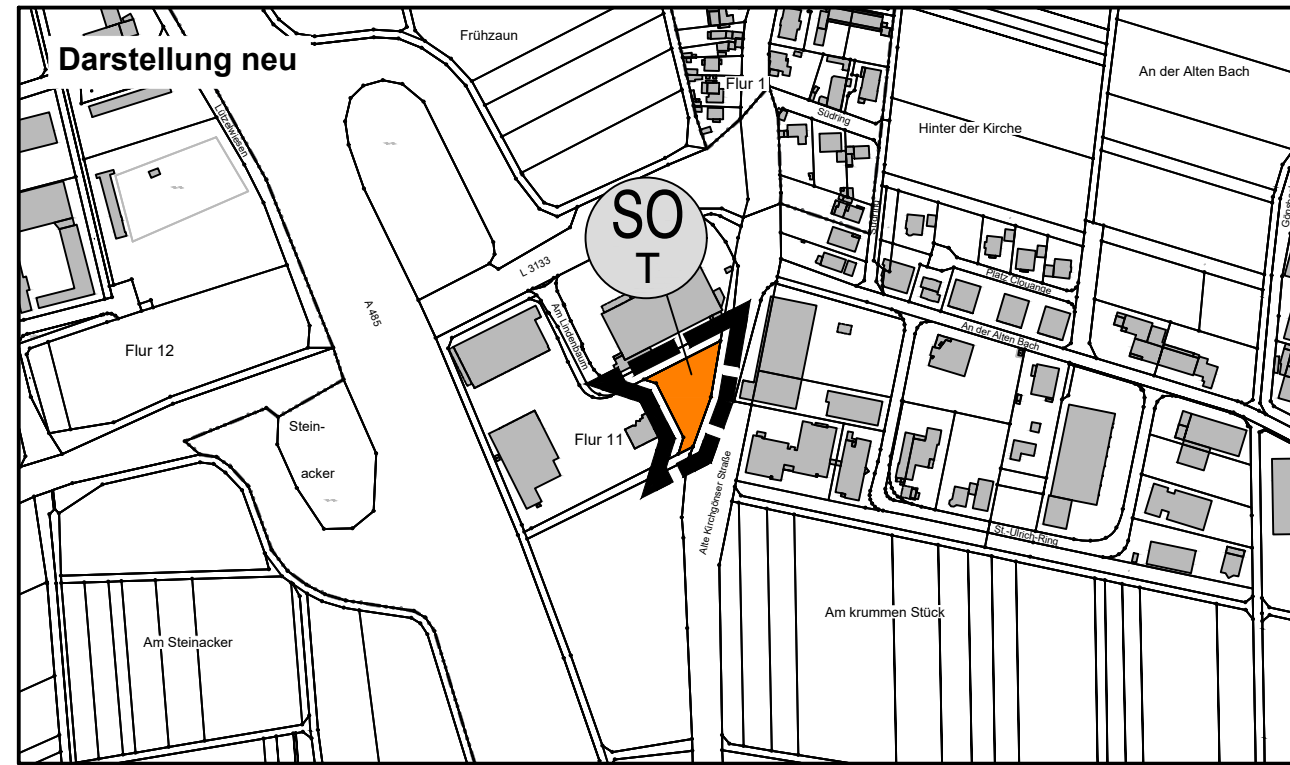 Darstellung neu
Frühzaun
Flur 1
An der Alten Bach
Lützelwiesen
Südring
Hinter der Kirche
SO
T
Südring
L 3133
Platz Clouange
A 485
Am Lindenbaum
An der Alten Bach
Flur 12
Stein-
acker
Flur 11
Alte Kirchgönser Straße
St.-Ulrich-Ring
Am krummen Stück
Am Steinacker